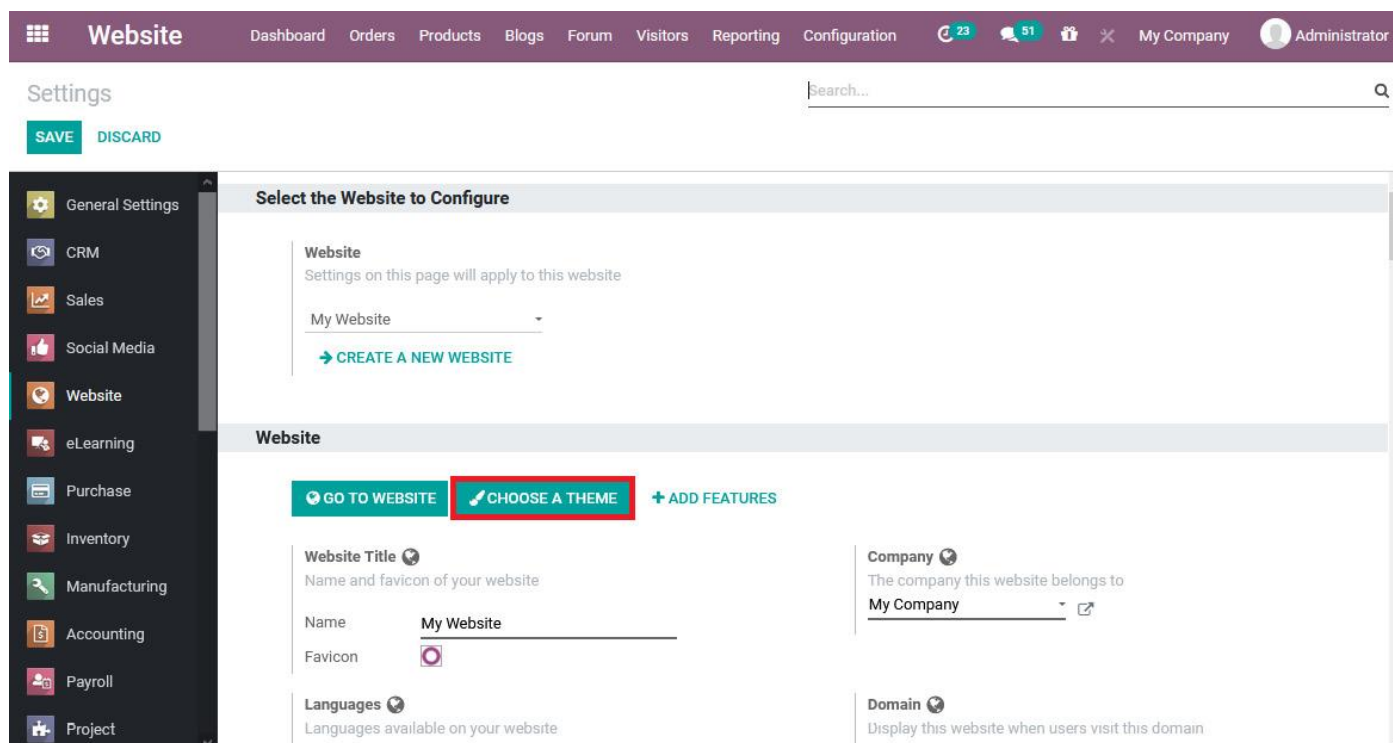 Website Dashboard Orders Products Blogs Forum Visitors Reporting Configuration 23 51 My Company Administrator
Settings Search...
SAVE DISCARD
General Settings
CRM
Sales
Social Media
Website
eLearning
Purchase
Inventory
Manufacturing
Accounting
Payroll
Project
Select the Website to Configure
Website
Settings on this page will apply to this website
My Website
CREATE A NEW WEBSITE
Website
GO TO WEBSITE CHOOSE A THEME + ADD FEATURES
Website Title
Name and favicon of your website
Name My Website
Favicon
Company
The company this website belongs to
My Company
Languages
Languages available on your website
Domain
Display this website when users visit this domain